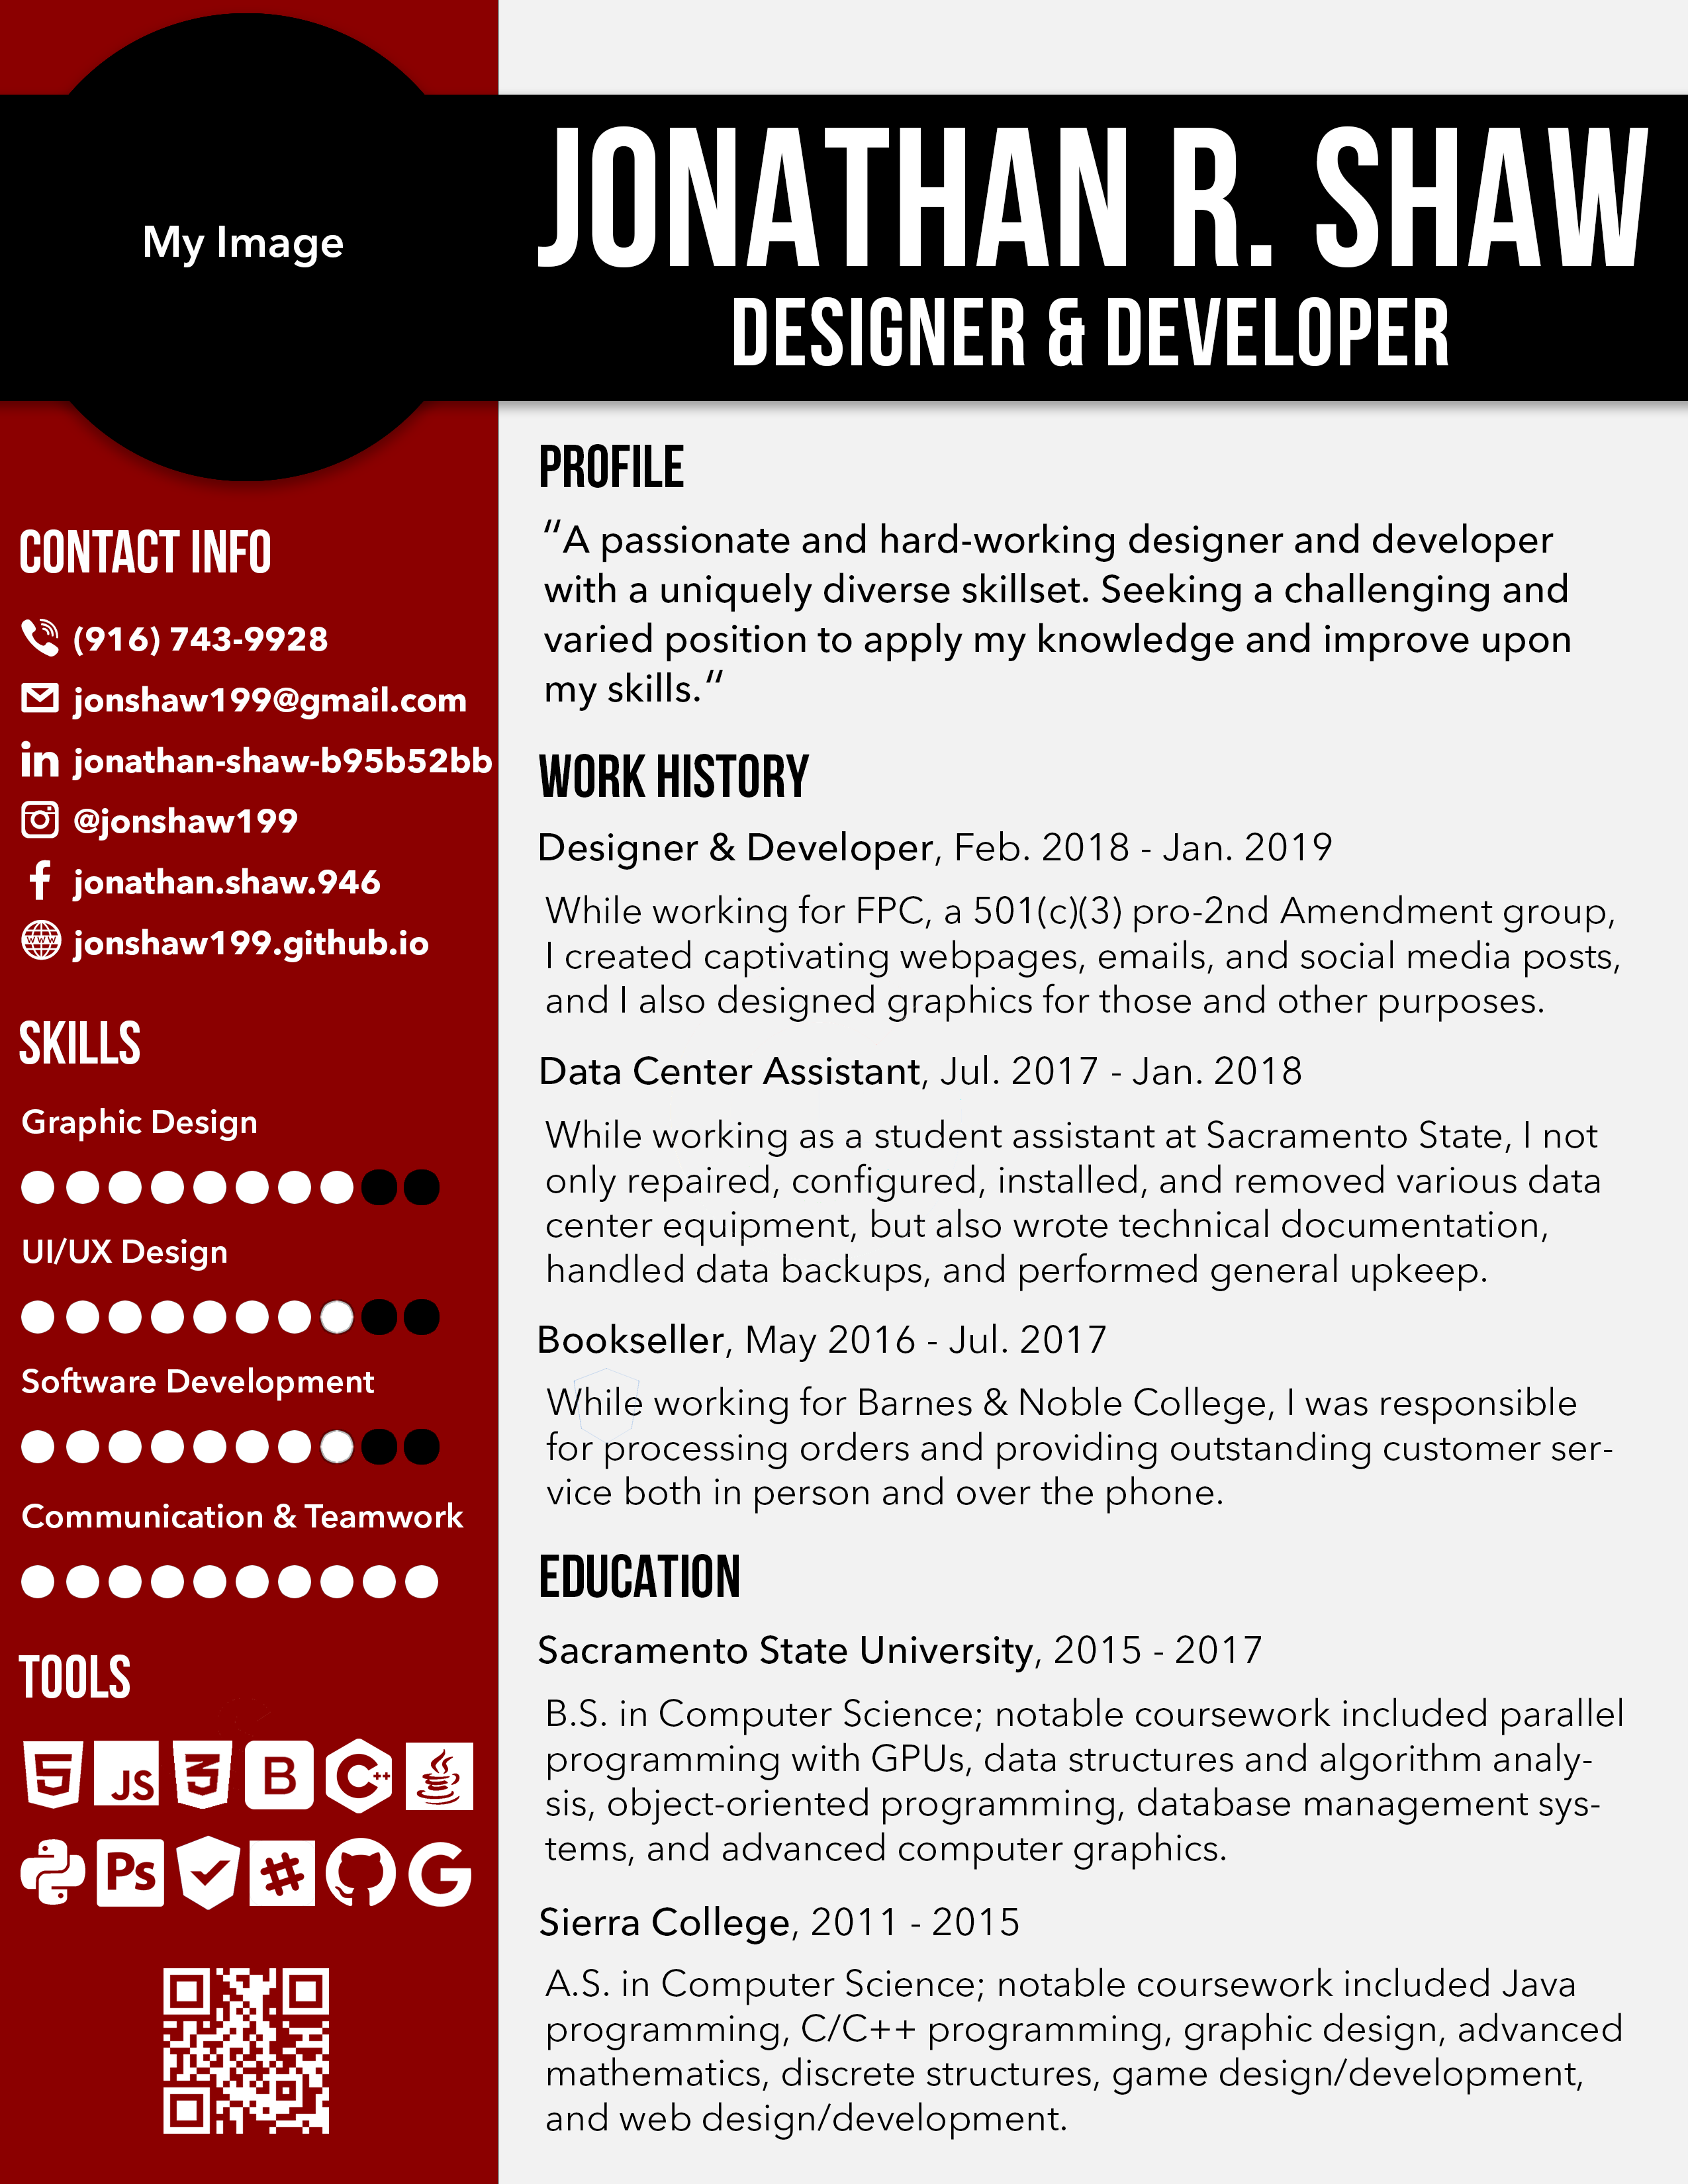 My Image
JONATHAN R. SHAW
DESIGNER & DEVELOPER
CONTACT INFO
(916) 743-9928
jonshaw199@gmail.com
in jonathan-shaw-b95b52bb
@jonshaw199
f jonathan.shaw.946
WWW jonshaw199.github.io
SKILLS
Graphic Design
UI/UX Design
Software Development
Communication & Teamwork
TOOLS
5 JS 3 B C++
Ps # G
PROFILE
“A passionate and hard-working designer and developer
with a uniquely diverse skillset. Seeking a challenging and
varied position to apply my knowledge and improve upon
my skills.“
WORK HISTORY
Designer & Developer, Feb. 2018 - Jan. 2019
While working for FPC, a 501(c)(3) pro-2nd Amendment group,
I created captivating webpages, emails, and social media posts,
and I also designed graphics for those and other purposes.
Data Center Assistant, Jul. 2017 - Jan. 2018
While working as a student assistant at Sacramento State, I not
only repaired, configured, installed, and removed various data
center equipment, but also wrote technical documentation,
handled data backups, and performed general upkeep.
Bookseller, May 2016 - Jul. 2017
While working for Barnes & Noble College, I was responsible
for processing orders and providing outstanding customer ser-
vice both in person and over the phone.
EDUCATION
Sacramento State University, 2015 - 2017
B.S. in Computer Science; notable coursework included parallel
programming with GPUs, data structures and algorithm analy-
sis, object-oriented programming, database management sys-
tems, and advanced computer graphics.
Sierra College, 2011 - 2015
A.S. in Computer Science; notable coursework included Java
programming, C/C++ programming, graphic design, advanced
mathematics, discrete structures, game design/development,
and web design/development.